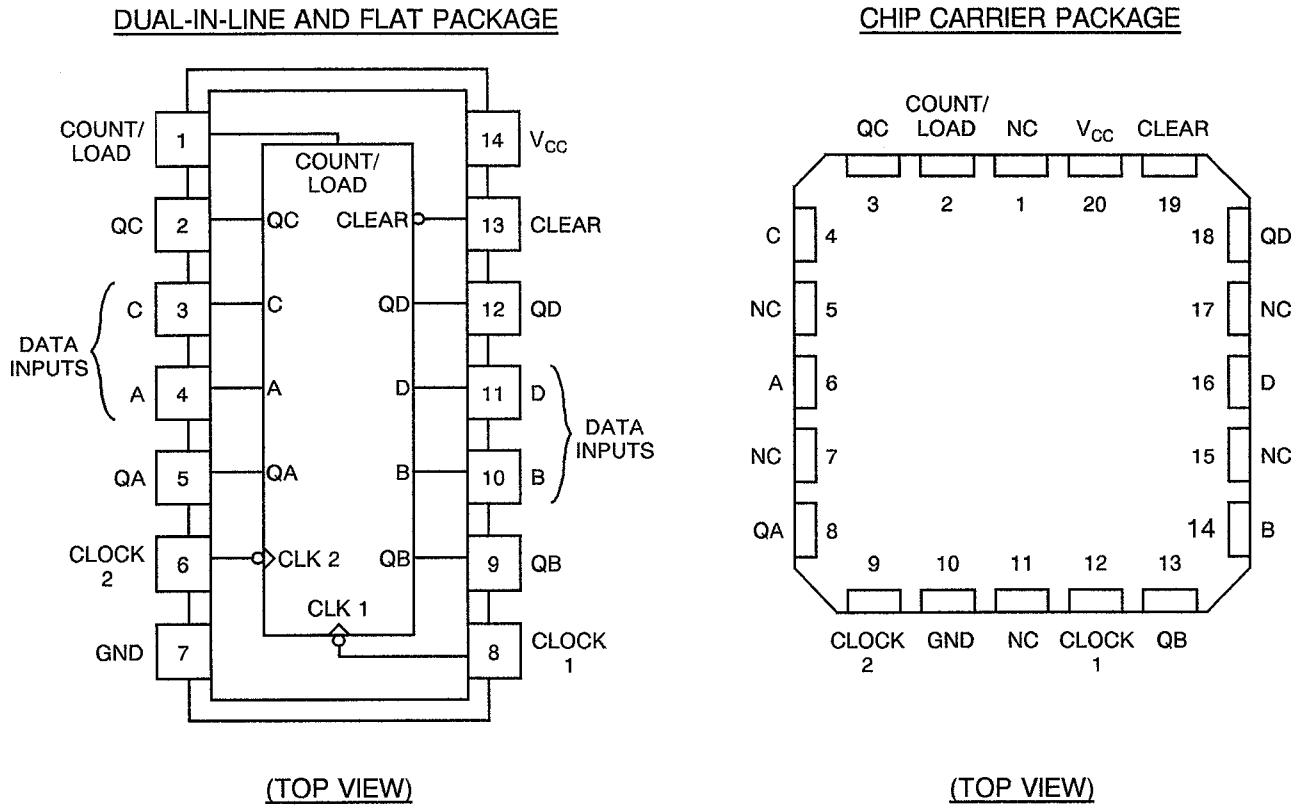 DUAL-IN-LINE AND FLAT PACKAGE
COUNT/
LOAD
1
14
VCC
COUNT/
LOAD
QC
2
QC
CLEAR
13
CLEAR
C
3
C
QD
12
QD
DATA
INPUTS
A
4
A
D
11
D
DATA
INPUTS
QA
5
QA
B
10
B
CLOCK
2
6
CLK 2
QB
9
QB
CLK 1
GND
7
8
CLOCK
1
(TOP VIEW)
CHIP CARRIER PACKAGE
QC
COUNT/
LOAD
NC
VCC
CLEAR
3
2
1
20
19
C
4
18
QD
NC
5
17
NC
A
6
16
D
NC
7
15
NC
QA
8
14
B
9
10
11
12
13
CLOCK
2
GND
NC
CLOCK
1
QB
(TOP VIEW)